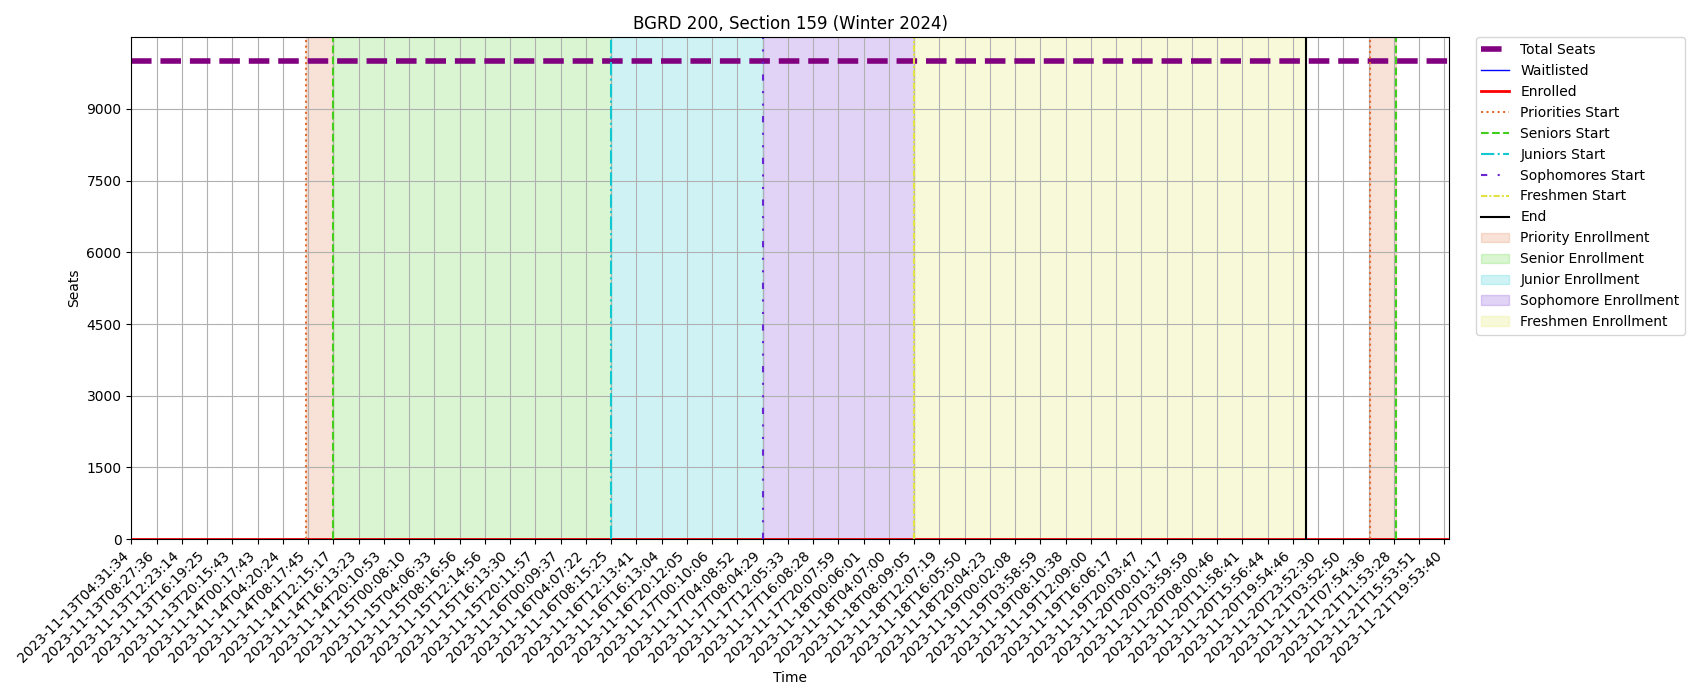 BGRD 200, Section 159 (Winter 2024)
Seats
9000
7500
6000
4500
3000
1500
0
2023-11-13T04:31:34
2023-11-13T08:27:36
2023-11-13T12:23:14
2023-11-13T16:19:25
2023-11-13T20:15:43
2023-11-14T00:17:43
2023-11-14T04:20:24
2023-11-14T08:17:45
2023-11-14T12:15:17
2023-11-14T16:13:23
2023-11-14T20:10:53
2023-11-15T00:08:10
2023-11-15T04:06:33
2023-11-15T08:16:56
2023-11-15T12:14:56
2023-11-15T16:13:30
2023-11-15T20:11:57
2023-11-16T00:09:37
2023-11-16T04:07:22
2023-11-16T08:15:25
2023-11-16T12:13:41
2023-11-16T16:13:04
2023-11-16T20:12:05
2023-11-17T00:10:06
2023-11-17T04:08:52
2023-11-17T08:04:29
2023-11-17T12:05:33
2023-11-17T16:08:28
2023-11-17T20:07:59
2023-11-18T00:06:01
2023-11-18T04:07:00
2023-11-18T08:09:05
2023-11-18T12:07:19
2023-11-18T16:05:50
2023-11-18T20:04:23
2023-11-19T00:02:08
2023-11-19T03:58:59
2023-11-19T08:10:38
2023-11-19T12:09:00
2023-11-19T16:06:17
2023-11-19T20:03:47
2023-11-20T00:01:17
2023-11-20T03:59:59
2023-11-20T08:00:46
2023-11-20T11:58:41
2023-11-20T15:56:44
2023-11-20T19:54:46
2023-11-20T23:52:30
2023-11-21T03:52:50
2023-11-21T07:54:36
2023-11-21T11:53:28
2023-11-21T15:53:51
2023-11-21T19:53:40
Time
Total Seats
Waitlisted
Enrolled
Priorities Start
Seniors Start
Juniors Start
Sophomores Start
Freshmen Start
End
Priority Enrollment
Senior Enrollment
Junior Enrollment
Sophomore Enrollment
Freshmen Enrollment